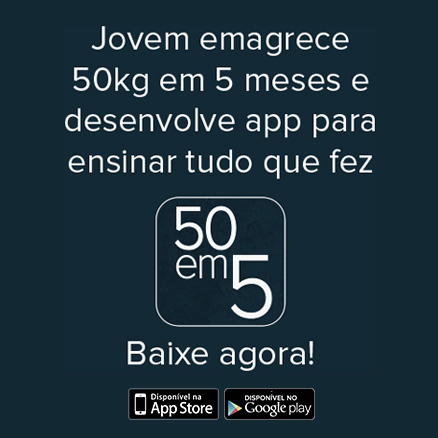 Jovem emagrece
50kg em 5 meses e
desenvolve app para
ensinar tudo que fez
50
em
5
Baixe agora!
Disponível na
App Store
DISPONÍVEL NO
Google play